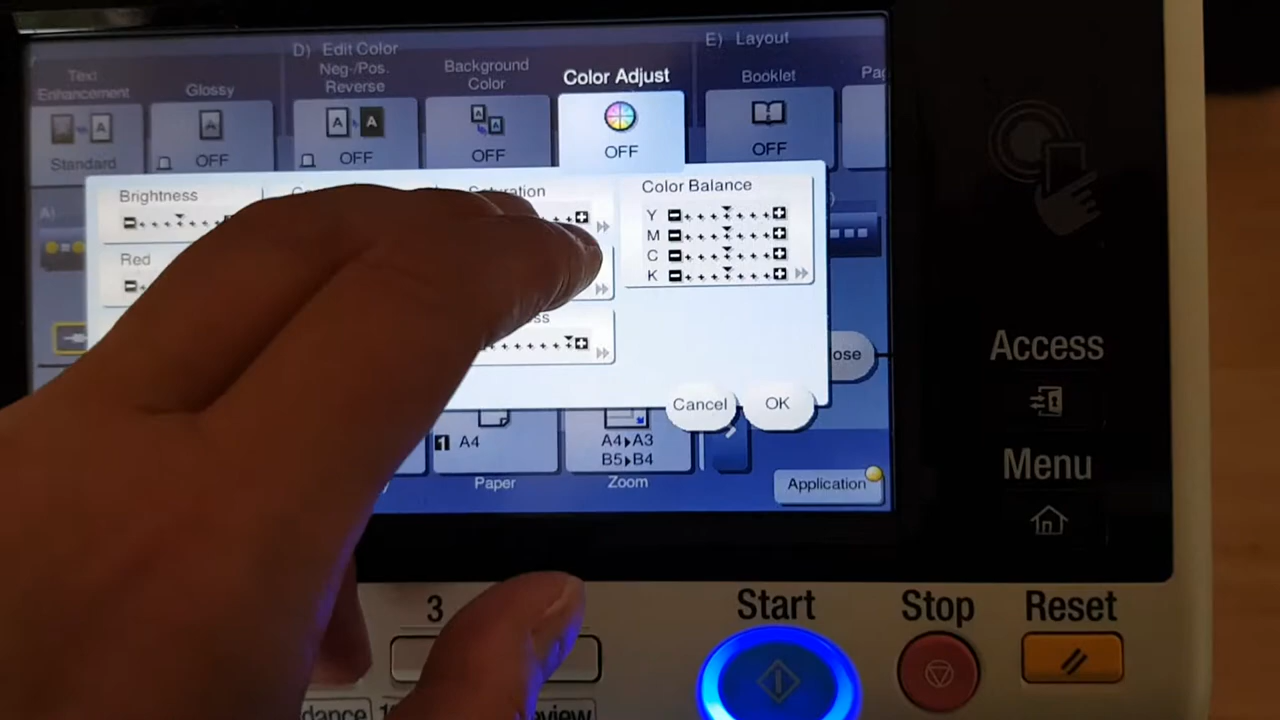 D) Edit Color
E) Layout
Text
Enhancement
Glossy
Neg-/Pos.
Reverse
Background
Color
Color Adjust
Booklet
Standard
OFF
OFF
OFF
OFF
OFF
A)
Brightness
Saturation
Color Balance
Y
M
C
K
Red
Cancel
OK
1 A4
A4▸A3
B5▸B4
Paper
Zoom
Application
Access
Menu
3
Start
Stop
Reset